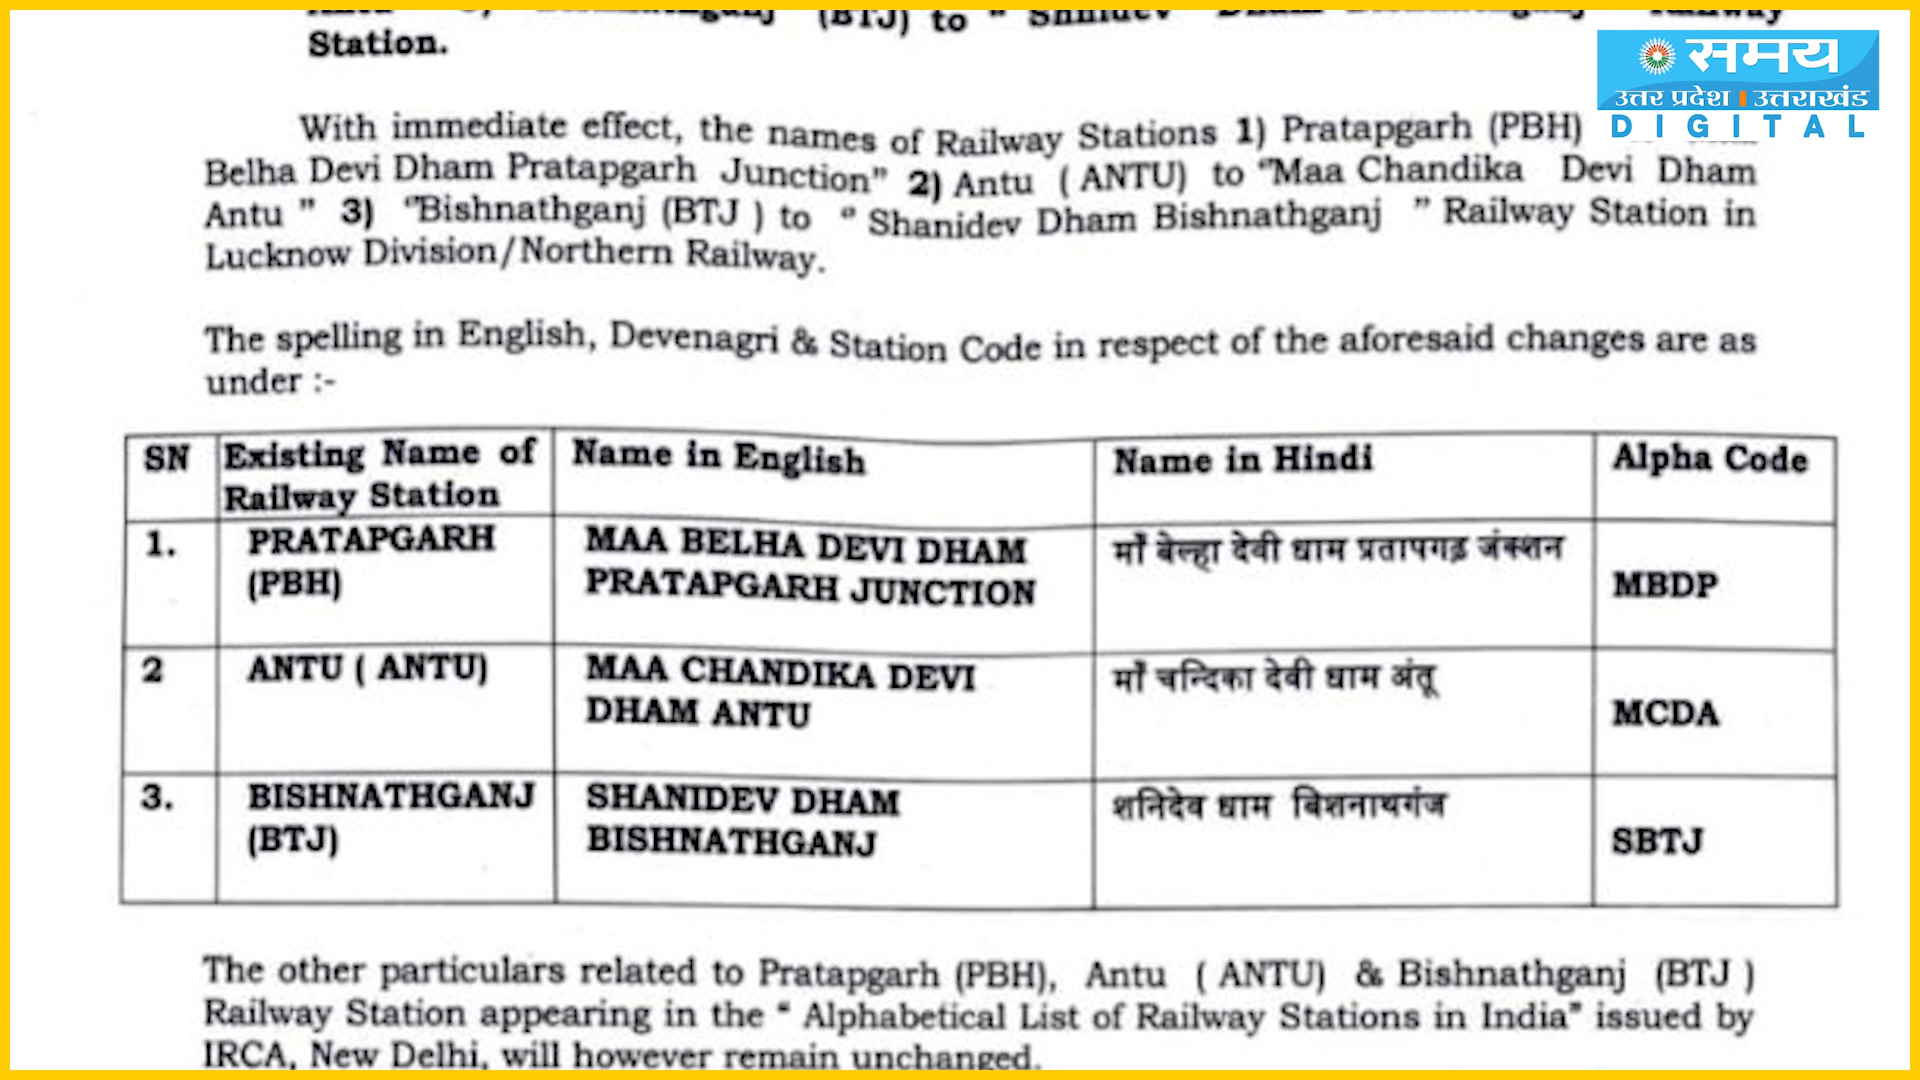 Station.
समय
उत्तर प्रदेश । उत्तराखंड
DIGITAL
With immediate effect, the names of Railway Stations 1) Pratapgarh (PBH)
Belha Devi Dham Pratapgarh Junction" 2) Antu ( ANTU) to "Maa Chandika Devi Dham
Antu " 3) "Bishnathganj (BTJ ) to “ Shanidev Dham Bishnathganj ” Railway Station in
Lucknow Division/Northern Railway.
The spelling in English, Devenagri & Station Code in respect of the aforesaid changes are as
under :-
SN Existing Name of Railway Station Name in English Name in Hindi Alpha Code
1. PRATAPGARH (PBH) MAA BELHA DEVI DHAM PRATAPGARH JUNCTION माँ बेल्हा देवी धाम प्रतापगढ़ जंक्शन MBDP
2 ANTU ( ANTU) MAA CHANDIKA DEVI DHAM ANTU माँ चन्दिका देवी धाम अंतू MCDA
3. BISHNATHGANJ (BTJ) SHANIDEV DHAM BISHNATHGANJ शनिदेव धाम बिशनाथगंज SBTJ
The other particulars related to Pratapgarh (PBH), Antu ( ANTU) & Bishnathganj (BTJ )
Railway Station appearing in the “ Alphabetical List of Railway Stations in India” issued by
IRCA, New Delhi, will however remain unchanged.